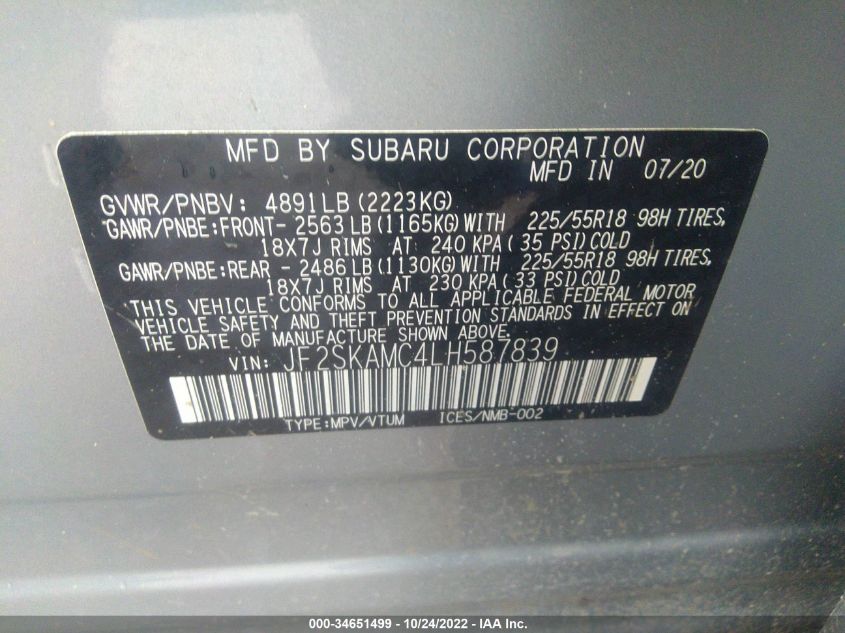 MFD BY SUBARU CORPORATION
MFD IN 07/20
GVWR/PNBV: 4891LB (2223KG)
GAWR/PNBE:FRONT- 2563 LB (1165KG) WITH 225/55R18 98H TIRES,
18X7J RIMS AT 240 KPA ( 35 PSI) COLD
GAWR/PNBE:REAR - 2486 LB (1130KG) WITH 225/55R18 98H TIRES,
18X7J RIMS AT 230 KPA ( 33 PSI) COLD
THIS VEHICLE CONFORMS TO ALL APPLICABLE FEDERAL MOTOR
VEHICLE SAFETY AND THEFT PREVENTION STANDARDS IN EFFECT ON
THE DATE OF MANUFACTURE SHOWN ABOVE.
VIN: JF2SKAMC4LH587839
TYPE:MPV/VTUM ICES/NMB-002
000-34651499 - 10/24/2022 - IAA Inc.